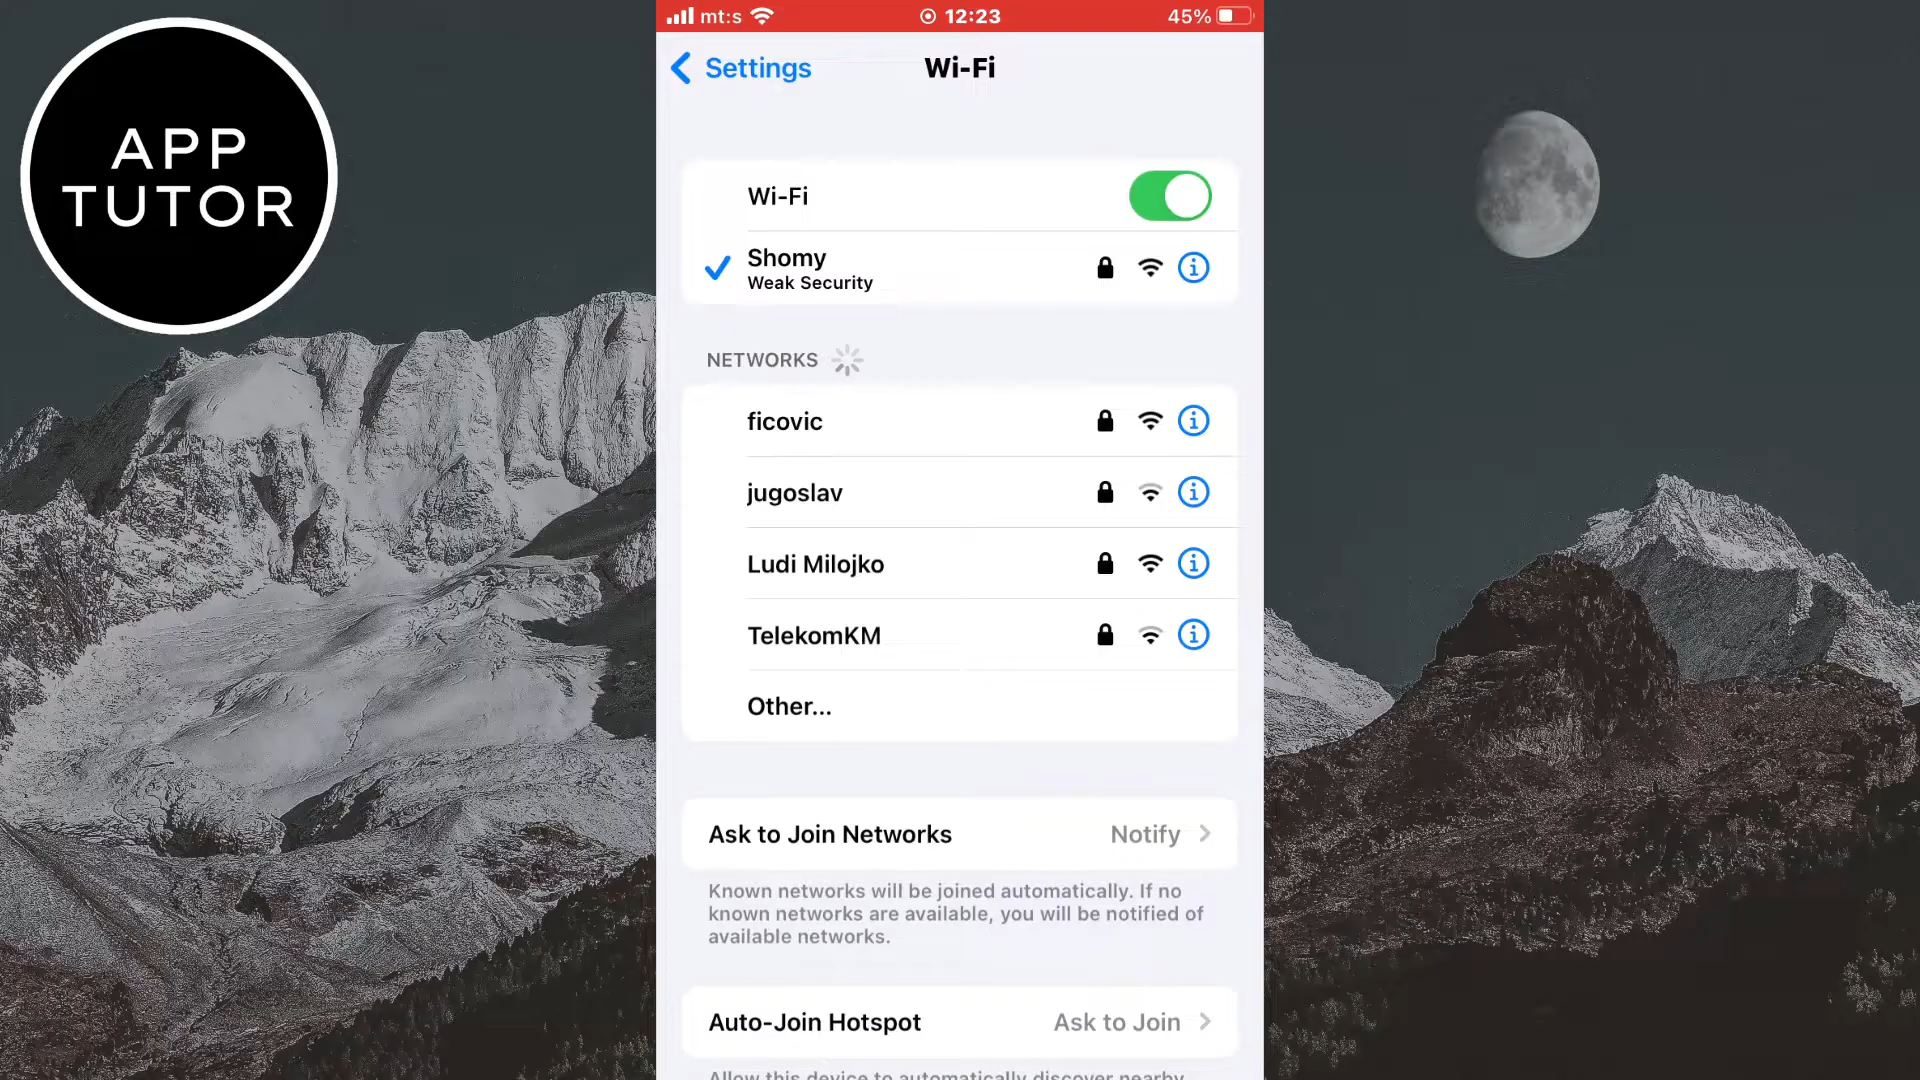 APP
TUTOR
mt:s
12:23
45%
Settings
Wi-Fi
Wi-Fi
Shomy
Weak Security
NETWORKS
ficovic
jugoslav
Ludi Milojko
TelekomKM
Other...
Ask to Join Networks
Notify
Known networks will be joined automatically. If no
known networks are available, you will be notified of
available networks.
Auto-Join Hotspot
Ask to Join
Allow this device to automatically discover nearby